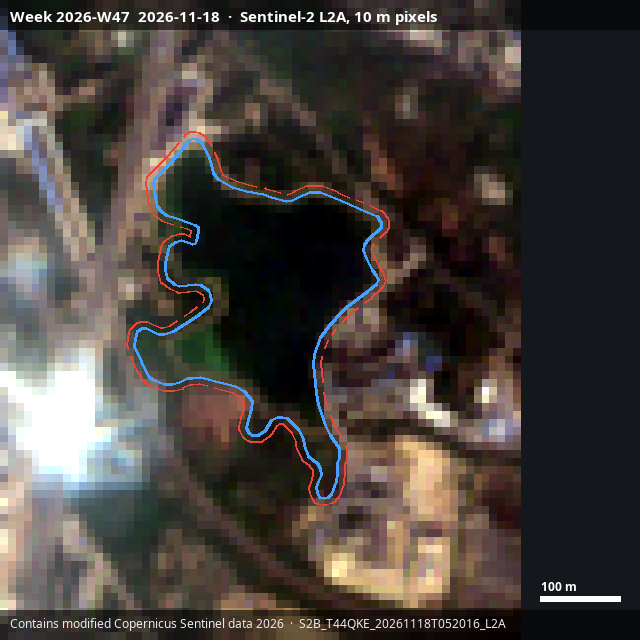 Week 2026-W47 2026-11-18 · Sentinel-2 L2A, 10 m pixels
100 m
Contains modified Copernicus Sentinel data 2026 · S2B_T44QKE_20261118T052016_L2A